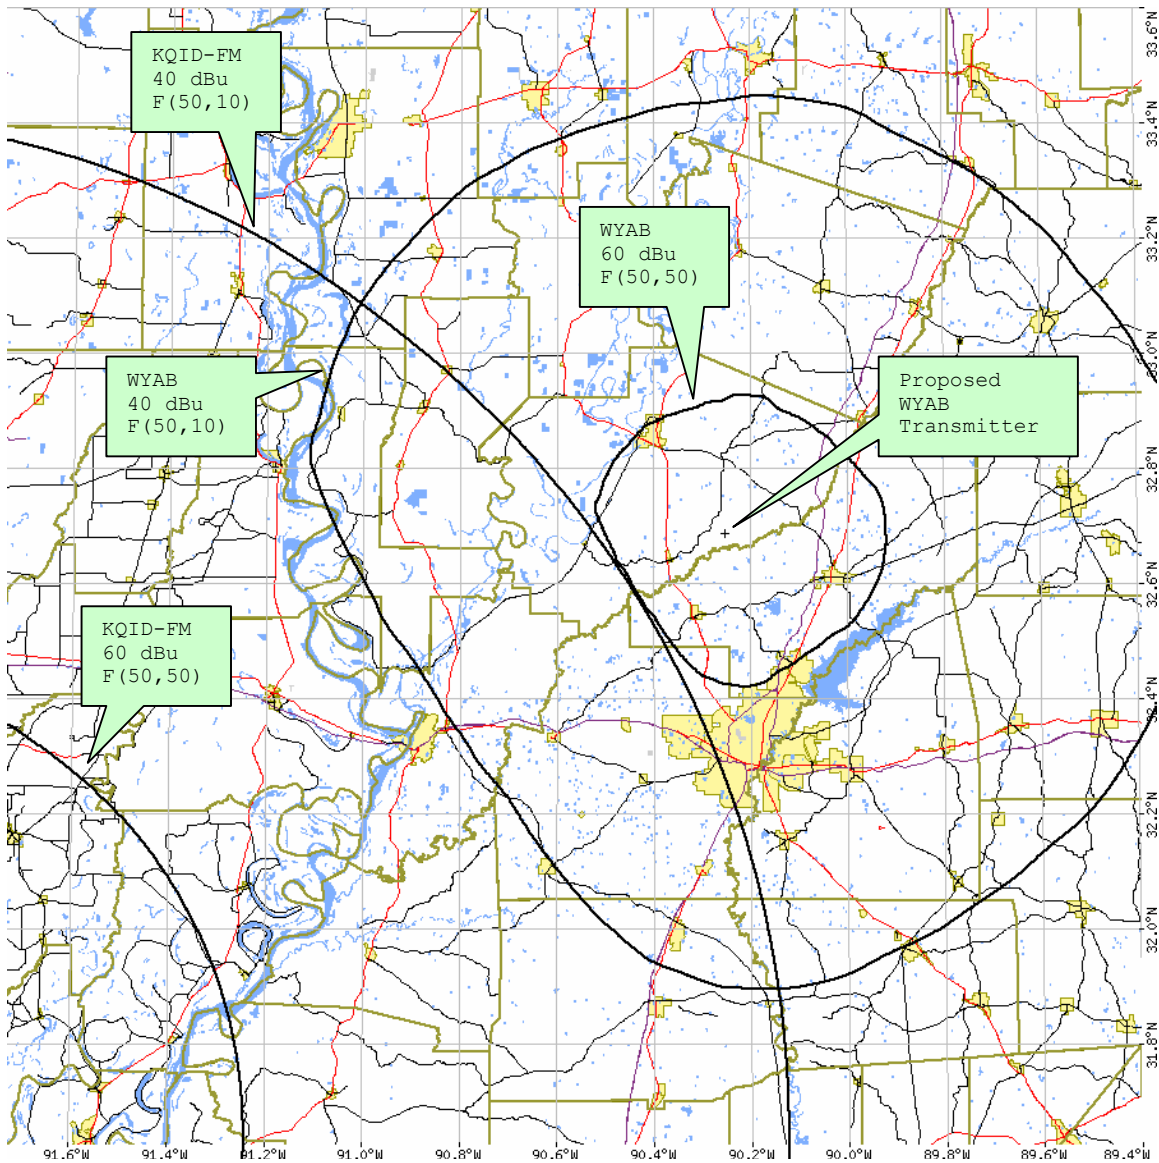 KQID-FM
40 dBu
F(50,10)
WYAB
60 dBu
F(50,50)
WYAB
40 dBu
F(50,10)
Proposed
WYAB
Transmitter
KQID-FM
60 dBu
F(50,50)
33.6°N
33.4°N
33.2°N
33.0°N
32.8°N
32.6°N
32.4°N
32.2°N
32.0°N
31.8°N
91.6°W
91.4°W
91.2°W
91.0°W
90.8°W
90.6°W
90.4°W
90.2°W
90.0°W
89.8°W
89.6°W
89.4°W